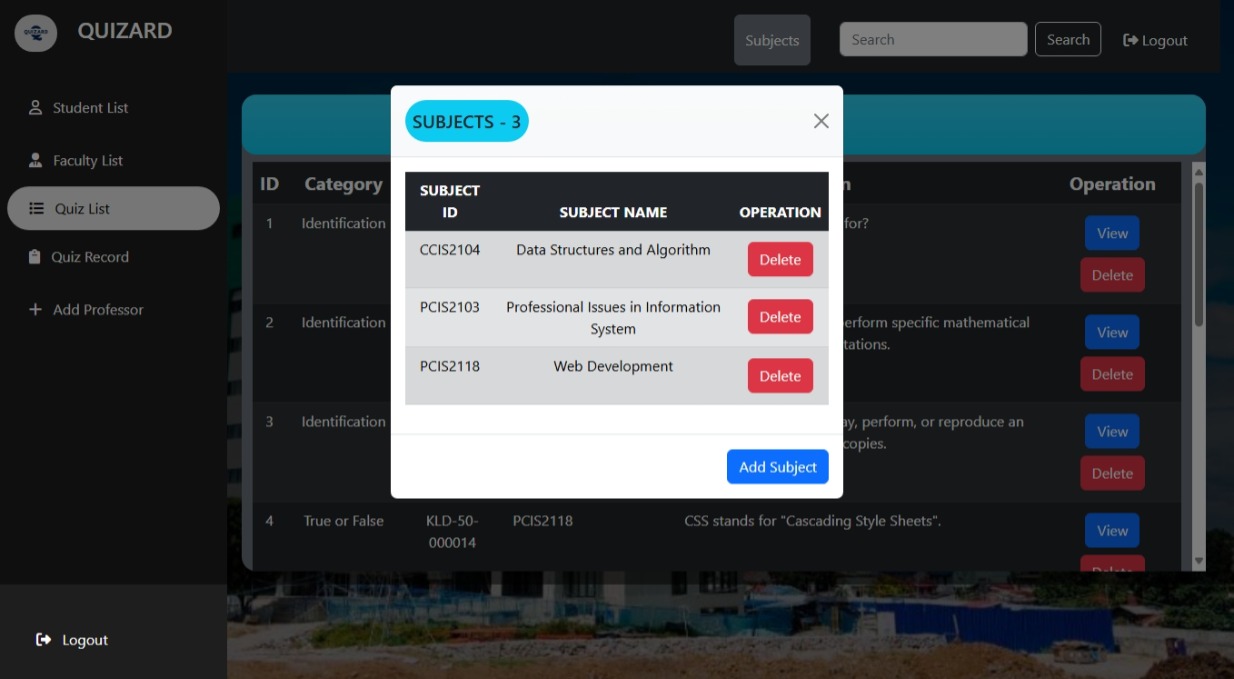 QUIZARD
QUIZARD
Subjects
Search
Search
Logout
Student List
Faculty List
Quiz List
Quiz Record
Add Professor
Logout
SUBJECTS - 3
SUBJECT
ID
SUBJECT NAME
OPERATION
CCIS2104 Data Structures and Algorithm Delete
PCIS2103 Professional Issues in Information
System
Delete
PCIS2118 Web Development Delete
Add Subject
ID Category Operation
1 Identification for? View
Delete
2 Identification perform specific mathematical View
Delete
3 Identification perform, or reproduce an View
copies.
Delete
4 True or False KLD-50- PCIS2118 CSS stands for "Cascading Style Sheets". View
000014
Delete